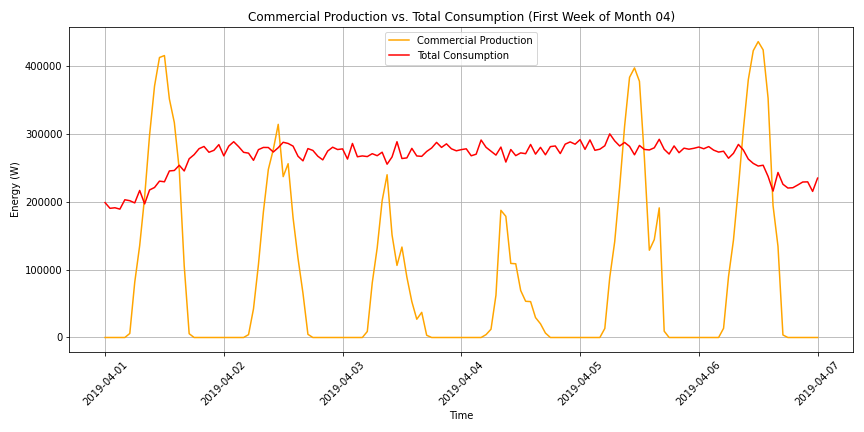 Commercial Production vs. Total Consumption (First Week of Month 04)
Commercial Production
Total Consumption
Energy (W)
400000
300000
200000
100000
0
2019-04-01
2019-04-02
2019-04-03
2019-04-04
2019-04-05
2019-04-06
2019-04-07
Time